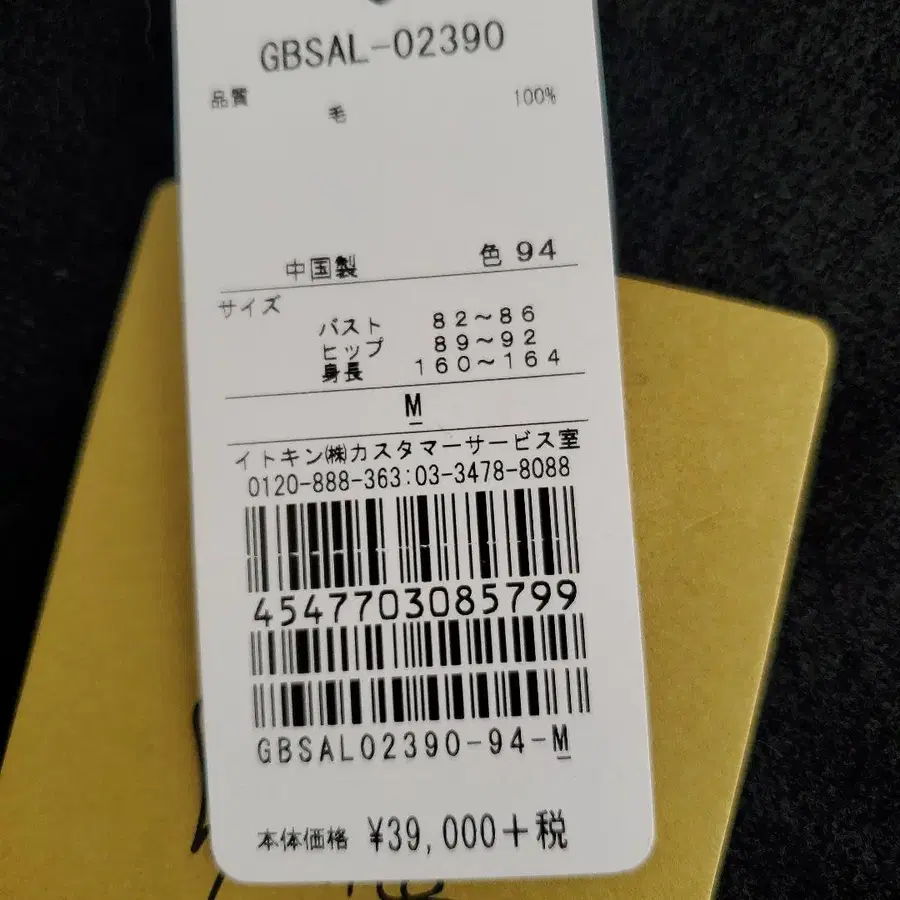 GBSAL-02390
品質
毛 100%
中国製 色 94
サイズ
バスト 82~86
ヒップ 89~92
身長 160~164
M
イトキン㈱カスタマーサービス室
0120-888-363:03-3478-8088
4547703085799
GBSAL02390-94-M
本体価格 ¥39,000+税